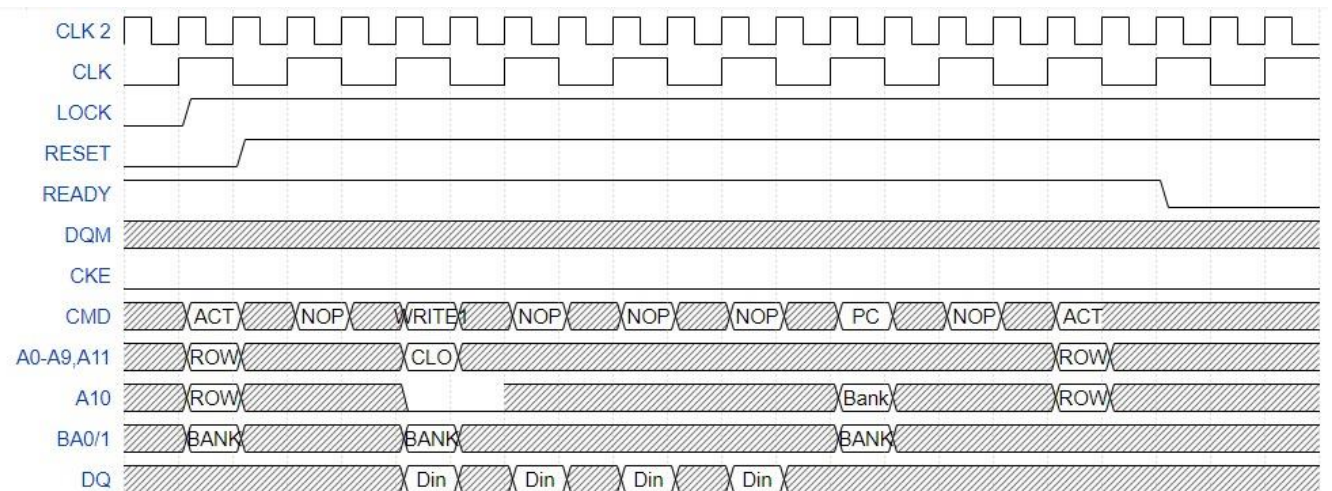 CLK 2
CLK
LOCK
RESET
READY
DQM
CKE
CMD ACT NOP WRITE1 NOP NOP NOP PC NOP ACT
A0-A9,A11 ROW CLO ROW
A10 ROW Bank ROW
BA0/1 BANK BANK BANK
DQ Din Din Din Din